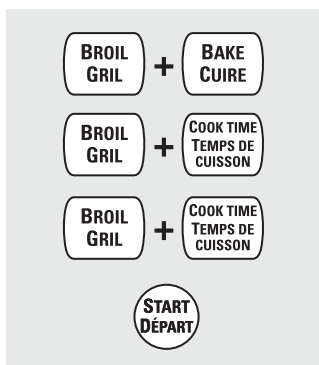 BROIL + BAKE
GRIL CUIRE
BROIL + COOK TIME
GRIL TEMPS DE
CUISSON
BROIL + COOK TIME
GRIL TEMPS DE
CUISSON
START
DÉPART